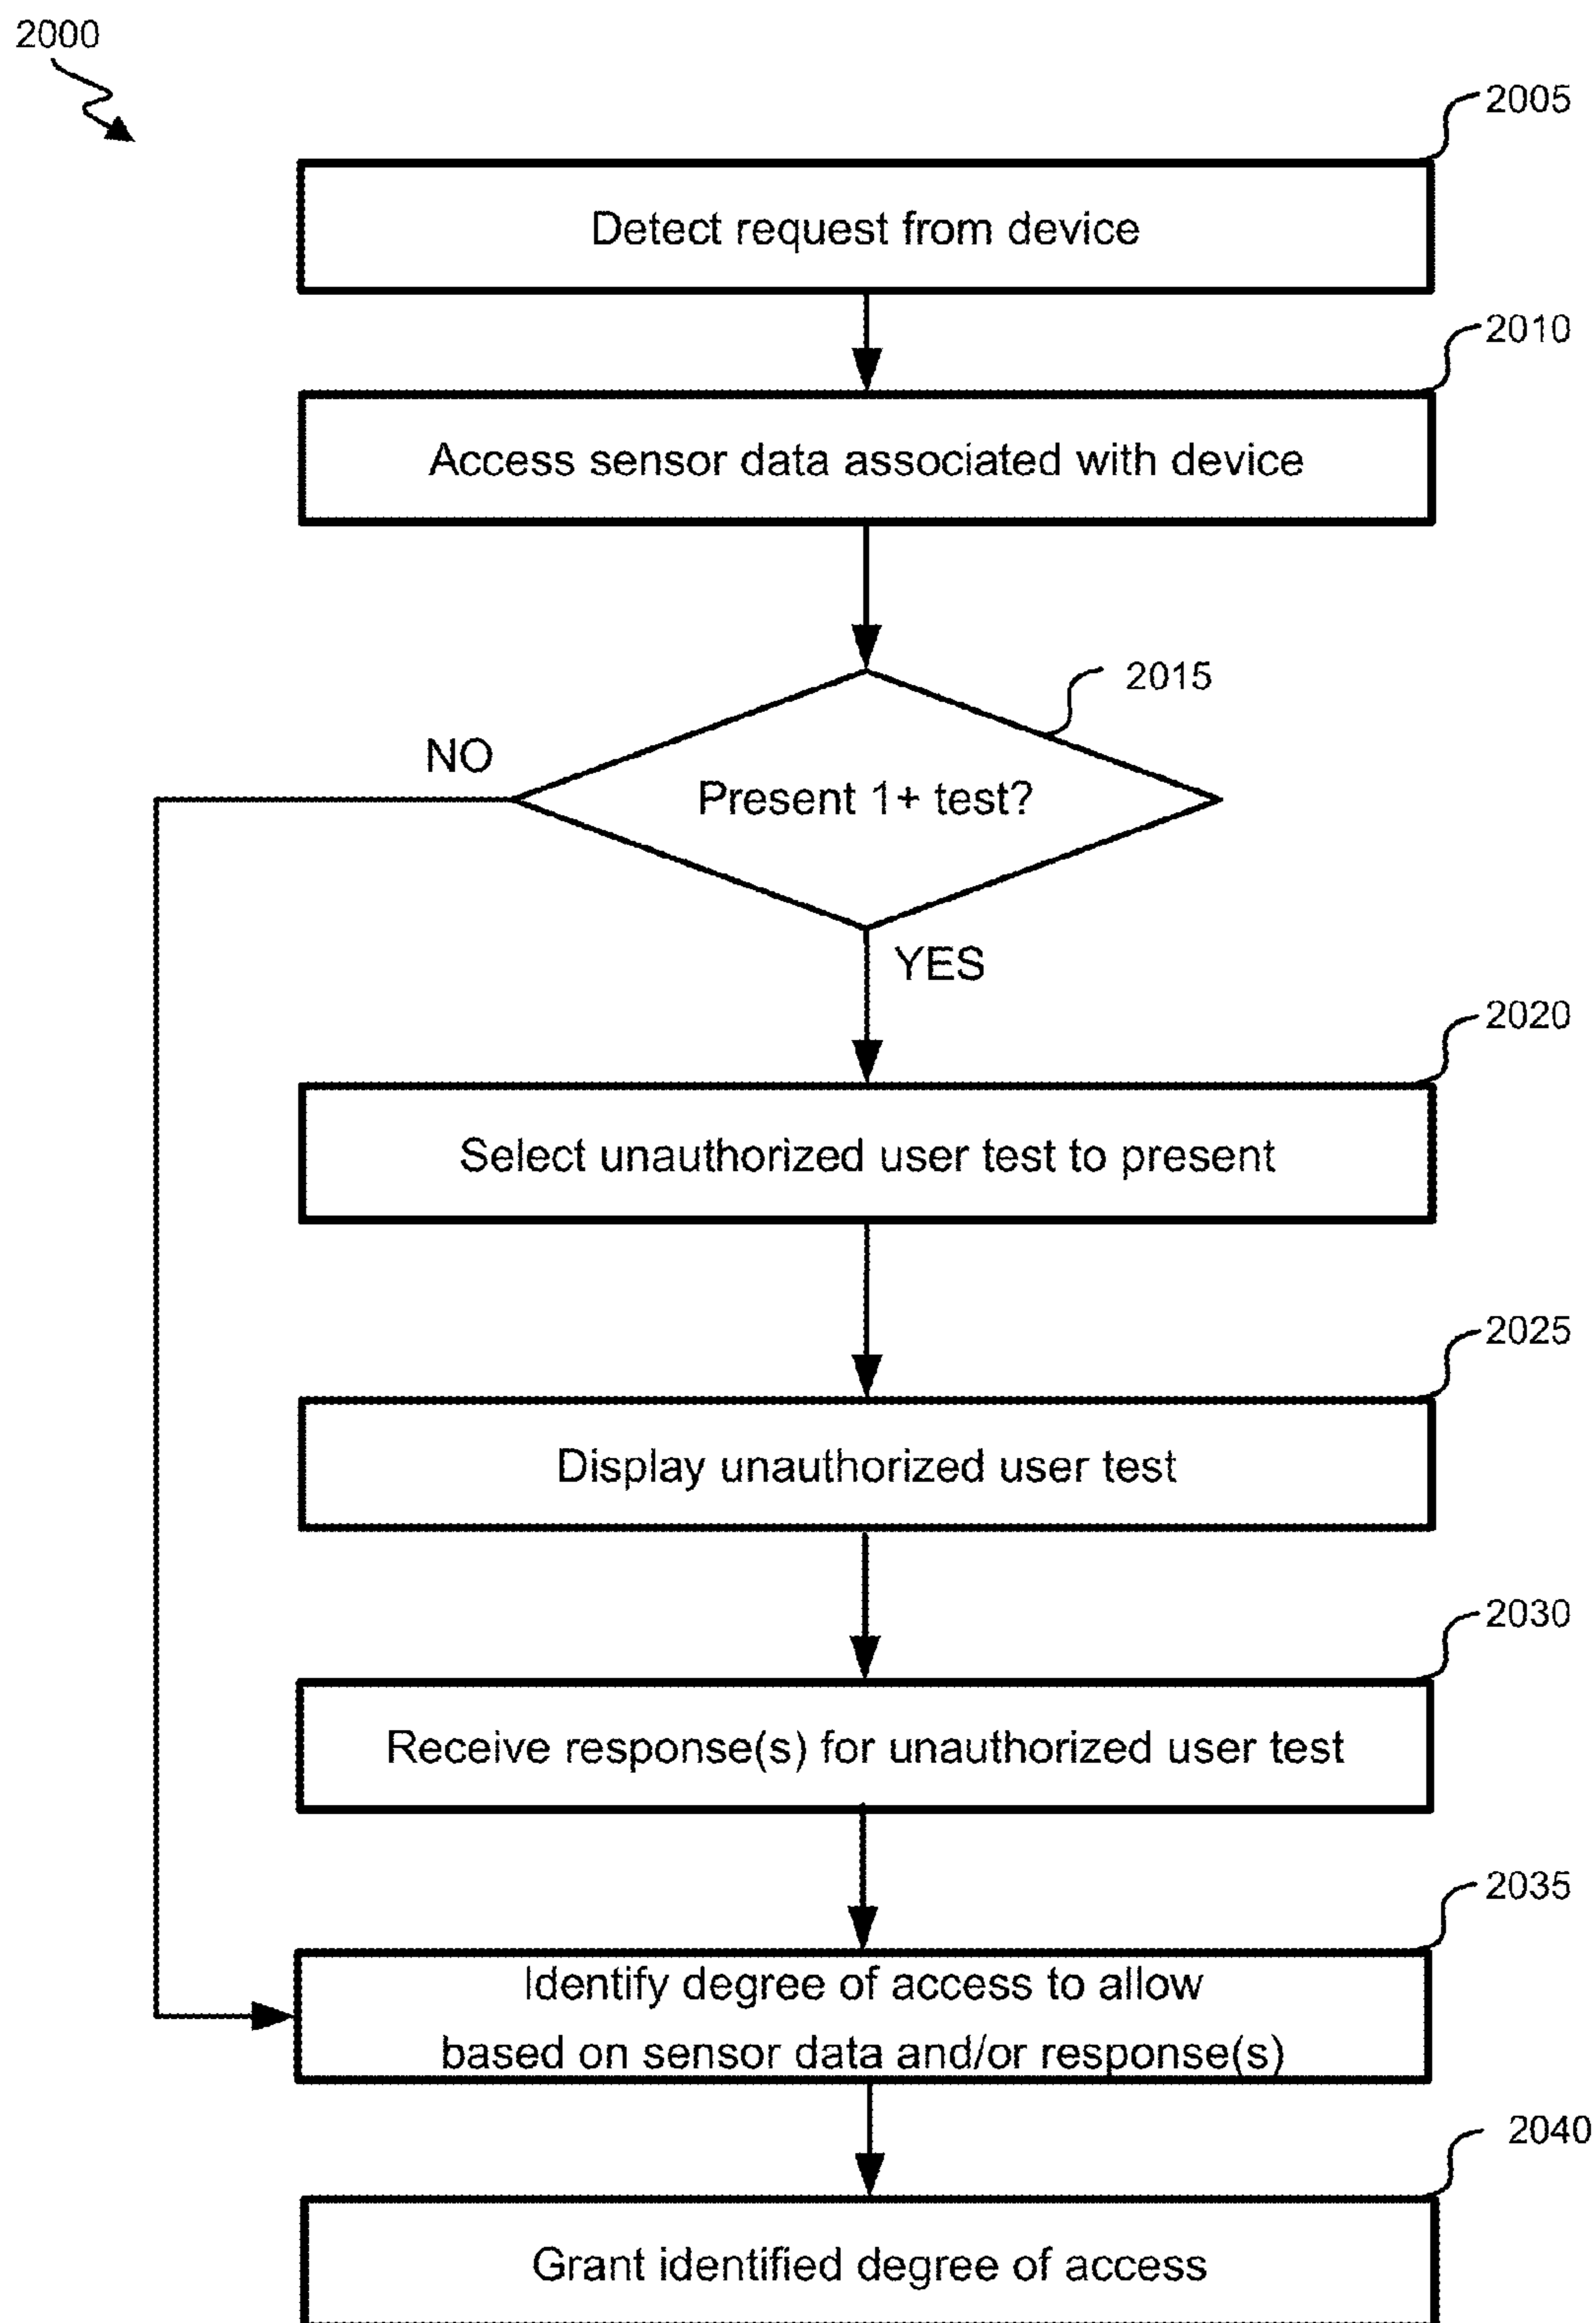 2000
2005
Detect request from device
2010
Access sensor data associated with device
2015
NO
Present 1+ test?
YES
2020
Select unauthorized user test to present
2025
Display unauthorized user test
2030
Receive response(s) for unauthorized user test
2035
Identify degree of access to allow
based on sensor data and/or response(s)
2040
Grant identified degree of access